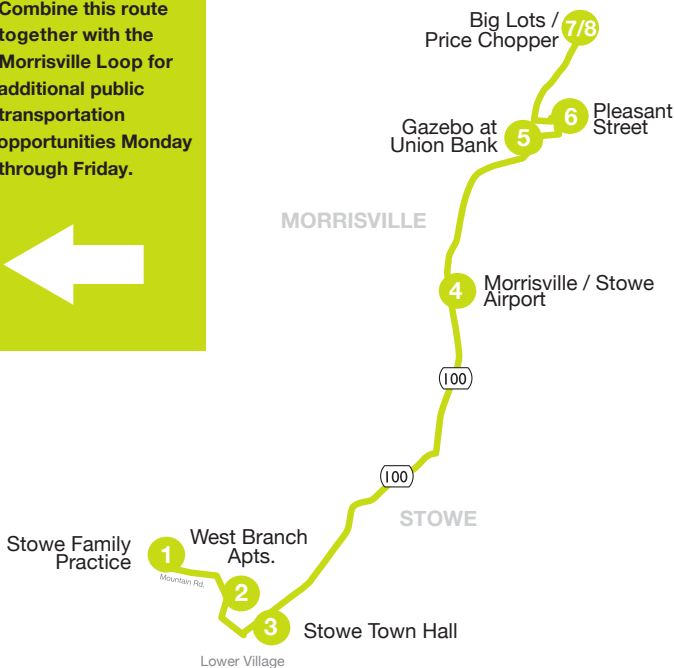 Combine this route
together with the
Morrisville Loop for
additional public
transportation
opportunities Monday
through Friday.
Big Lots /
Price Chopper
7/8
6
Pleasant
Street
Gazebo at
Union Bank
5
MORRISVILLE
4
Morrisville / Stowe
Airport
100
100
STOWE
Stowe Family
Practice
1
Mountain Rd.
West Branch
Apts.
2
3
Stowe Town Hall
Lower Village